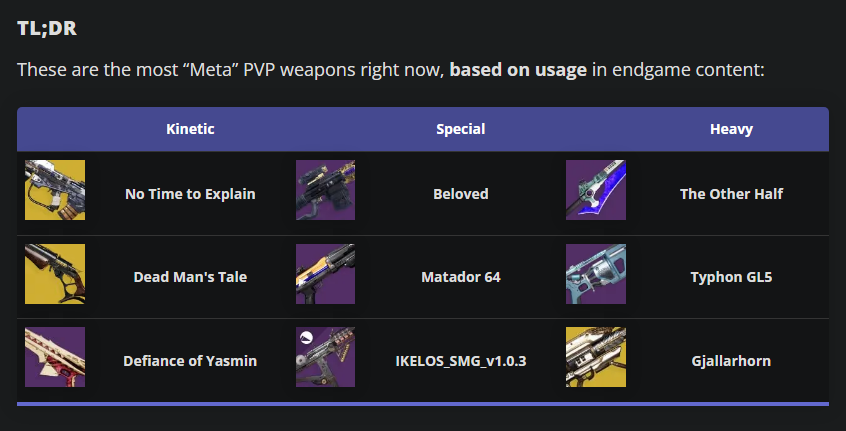 TL;DR
These are the most “Meta” PVP weapons right now, based on usage in endgame content:
Kinetic Special Heavy
No Time to Explain Beloved The Other Half
Dead Man's Tale Matador 64 Typhon GL5
Defiance of Yasmin IKELOS_SMG_v1.0.3 Gjallarhorn